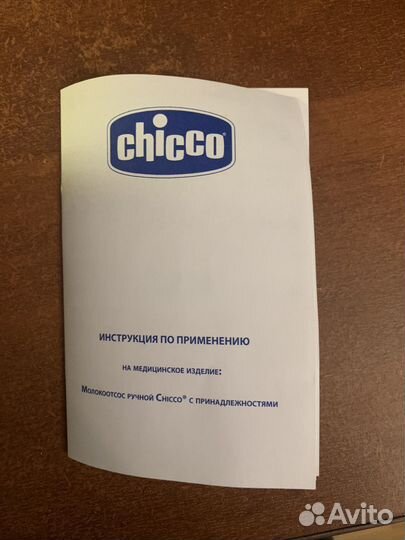 chicco®
ИНСТРУКЦИЯ ПО ПРИМЕНЕНИЮ
НА МЕДИЦИНСКОЕ ИЗДЕЛИЕ:
МОЛОКООТСОС РУЧНОЙ CHICCO® С ПРИНАДЛЕЖНОСТЯМИ
Avito